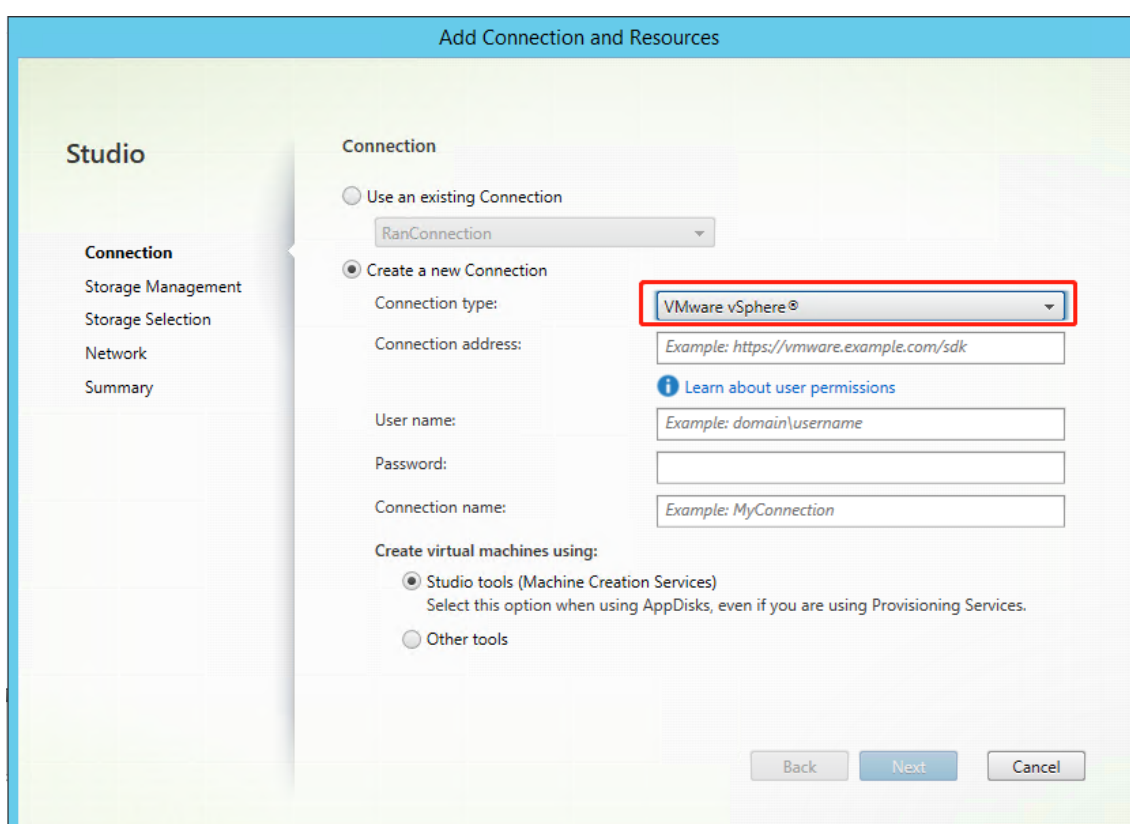 Add Connection and Resources
Studio
Connection
Storage Management
Storage Selection
Network
Summary
Connection
Use an existing Connection
RanConnection
Create a new Connection
Connection type:
VMware vSphere®
Connection address:
Example: https://vmware.example.com/sdk
Learn about user permissions
User name:
Example: domain\username
Password:
Connection name:
Example: MyConnection
Create virtual machines using:
Studio tools (Machine Creation Services)
Select this option when using AppDisks, even if you are using Provisioning Services.
Other tools
Back
Next
Cancel